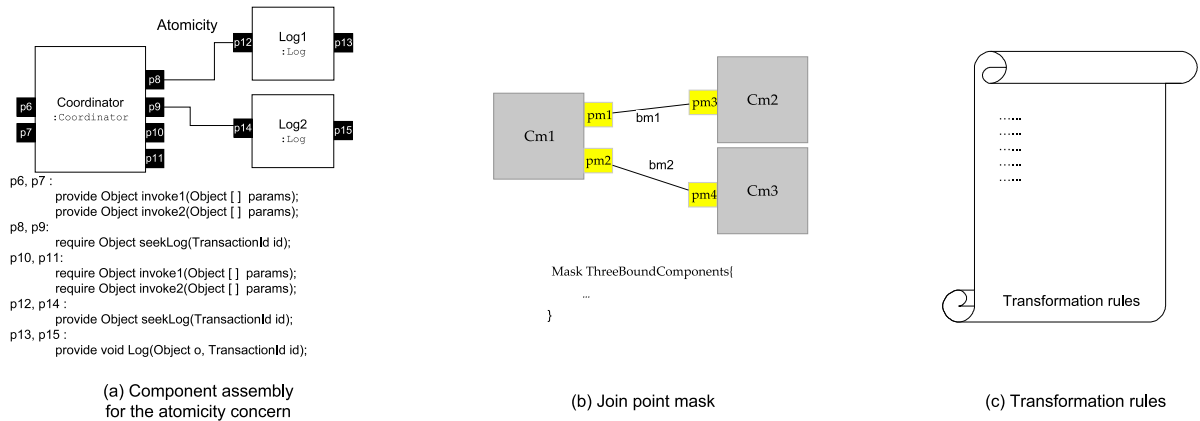 Atomicity
Log1
:Log
p12
p13
p8
Coordinator
:Coordinator
p6
p9
p7
p10
p11
Log2
:Log
p14
p15
p6, p7 :
provide Object invoke1(Object [ ] params);
provide Object invoke2(Object [ ] params);
p8, p9:
require Object seekLog(TransactionId id);
p10, p11:
require Object invoke1(Object [ ] params);
require Object invoke2(Object [ ] params);
p12, p14 :
provide Object seekLog(TransactionId id);
p13, p15 :
provide void Log(Object o, TransactionId id);
(a) Component assembly
for the atomicity concern
Cm1
pm1
pm2
bm1
bm2
pm3
Cm2
pm4
Cm3
Mask ThreeBoundComponents{
...
}
(b) Join point mask
......
......
......
......
......
Transformation rules
(c) Transformation rules